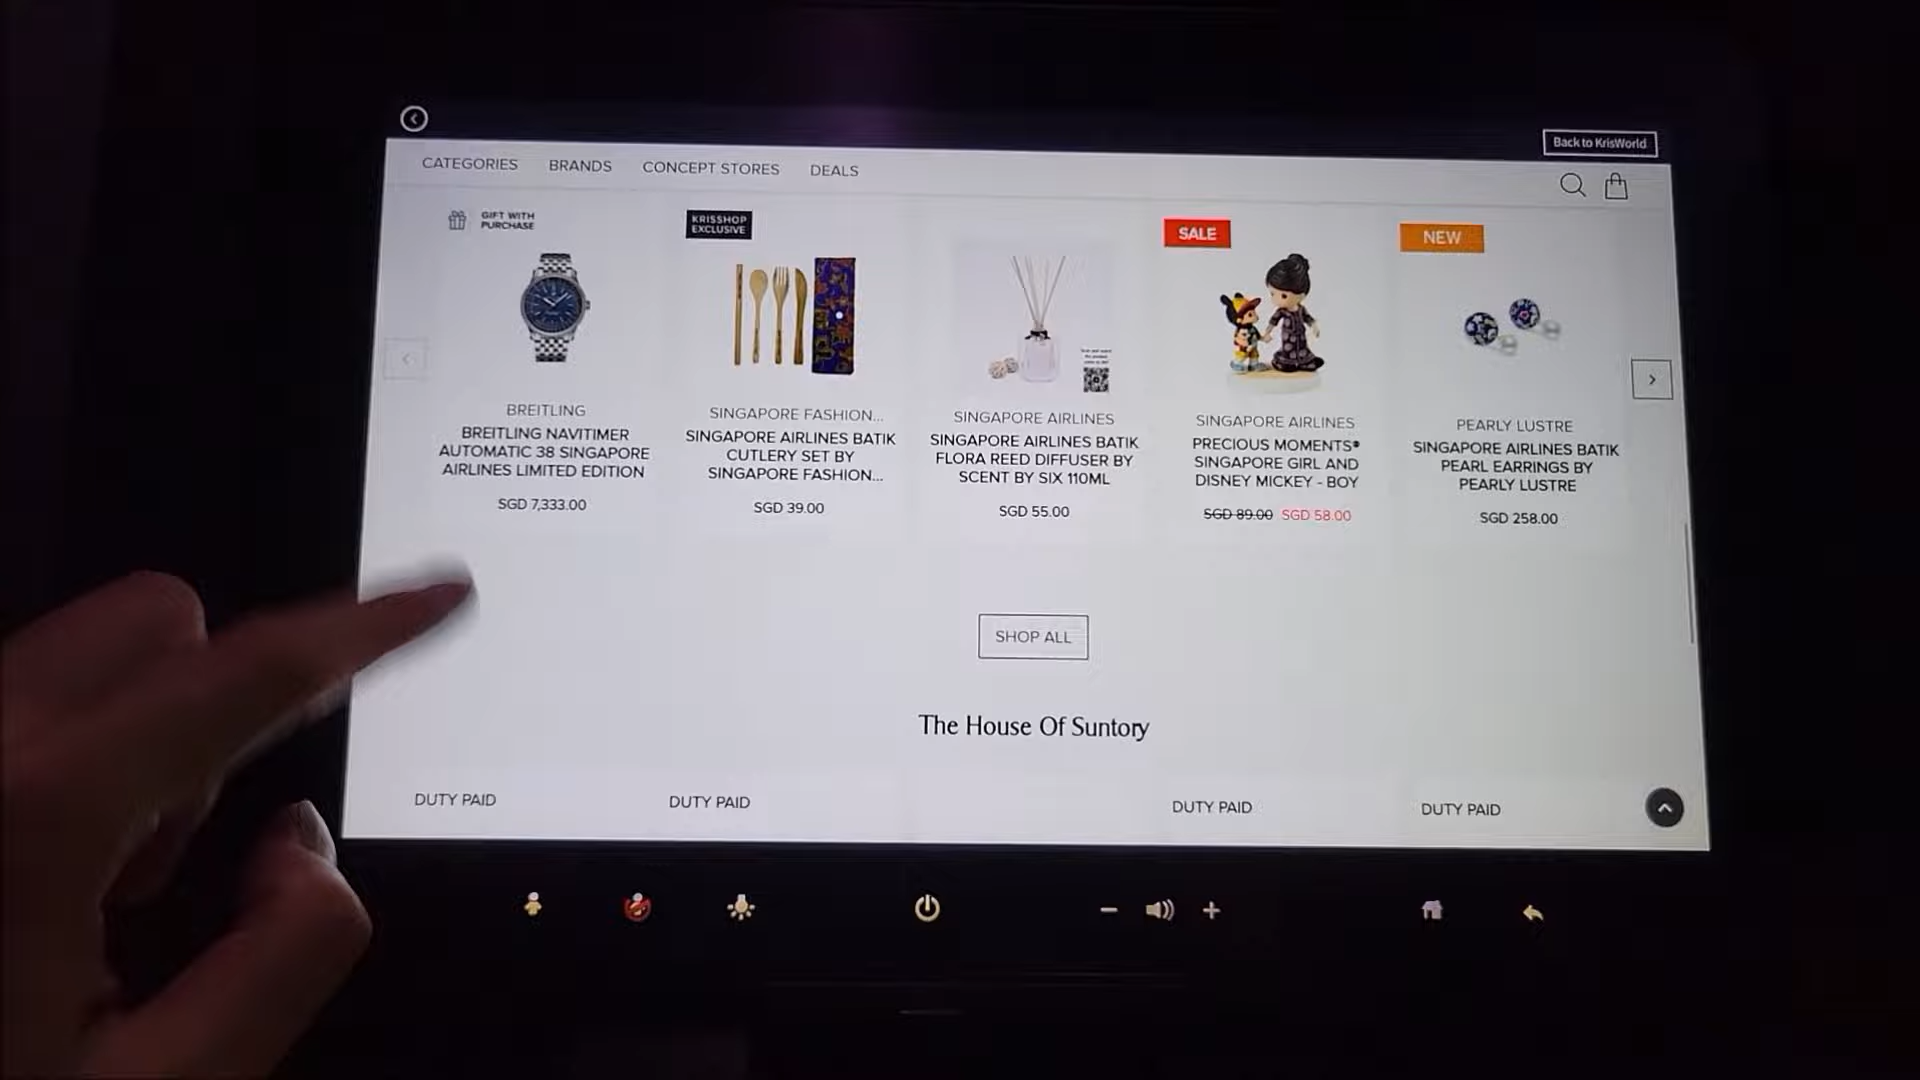 Back to KrisWorld
CATEGORIES BRANDS CONCEPT STORES DEALS
GIFT WITH
PURCHASE
KRISSHOP
EXCLUSIVE
SALE
NEW
BREITLING
BREITLING NAVITIMER
AUTOMATIC 38 SINGAPORE
AIRLINES LIMITED EDITION
SGD 7,333.00
SINGAPORE FASHION...
SINGAPORE AIRLINES BATIK
CUTLERY SET BY
SINGAPORE FASHION...
SGD 39.00
SINGAPORE AIRLINES
SINGAPORE AIRLINES BATIK
FLORA REED DIFFUSER BY
SCENT BY SIX 110ML
SGD 55.00
SINGAPORE AIRLINES
PRECIOUS MOMENTS®
SINGAPORE GIRL AND
DISNEY MICKEY - BOY
SGD 89.00 SGD 58.00
PEARLY LUSTRE
SINGAPORE AIRLINES BATIK
PEARL EARRINGS BY
PEARLY LUSTRE
SGD 258.00
SHOP ALL
The House Of Suntory
DUTY PAID DUTY PAID DUTY PAID DUTY PAID